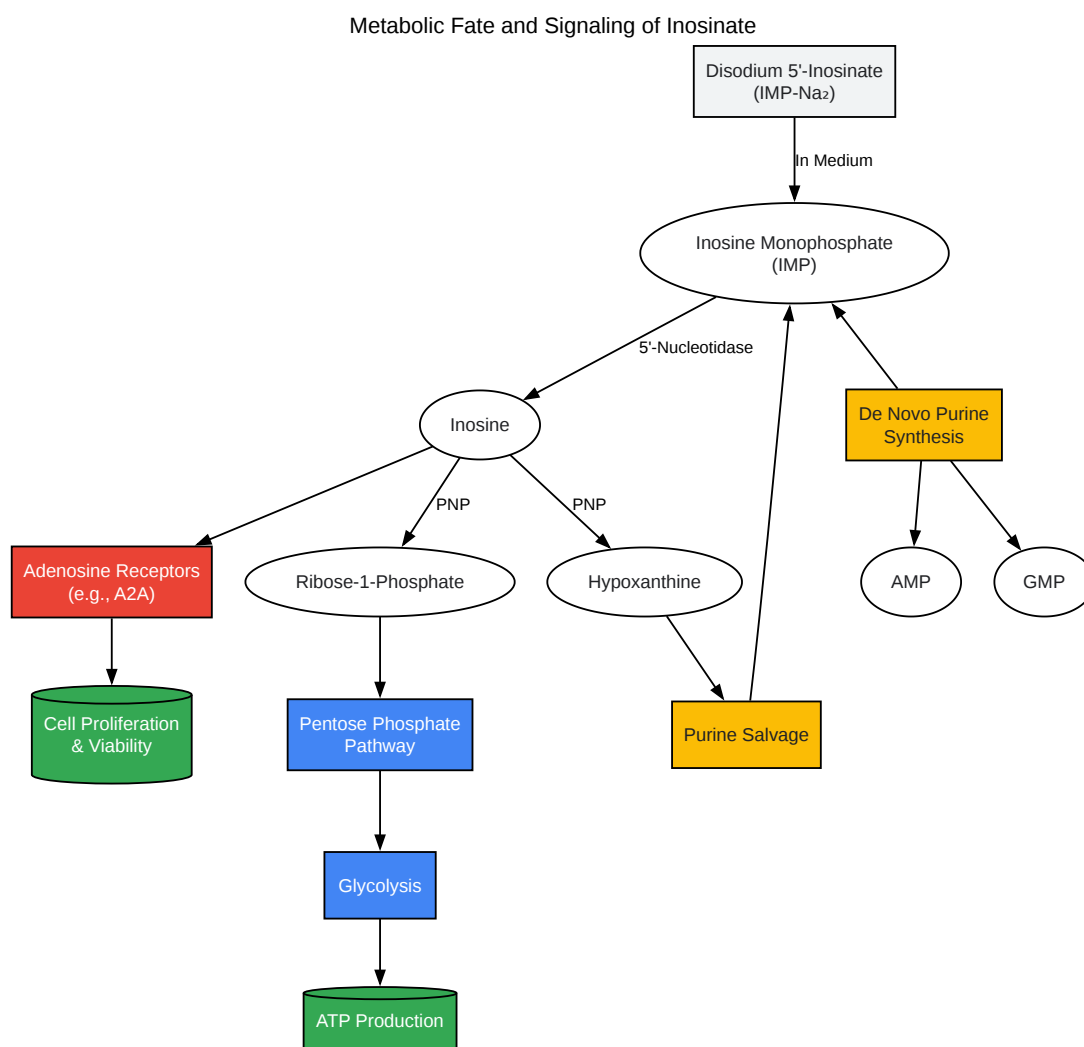 Metabolic Fate and Signaling of Inosinate
Disodium 5'-Inosinate
(IMP-Na₂)
In Medium
Inosine Monophosphate
(IMP)
5'-Nucleotidase
Inosine
De Novo Purine
Synthesis
PNP
PNP
Adenosine Receptors
(e.g., A2A)
Ribose-1-Phosphate
Hypoxanthine
AMP
GMP
Cell Proliferation
& Viability
Pentose Phosphate
Pathway
Purine Salvage
Glycolysis
ATP Production